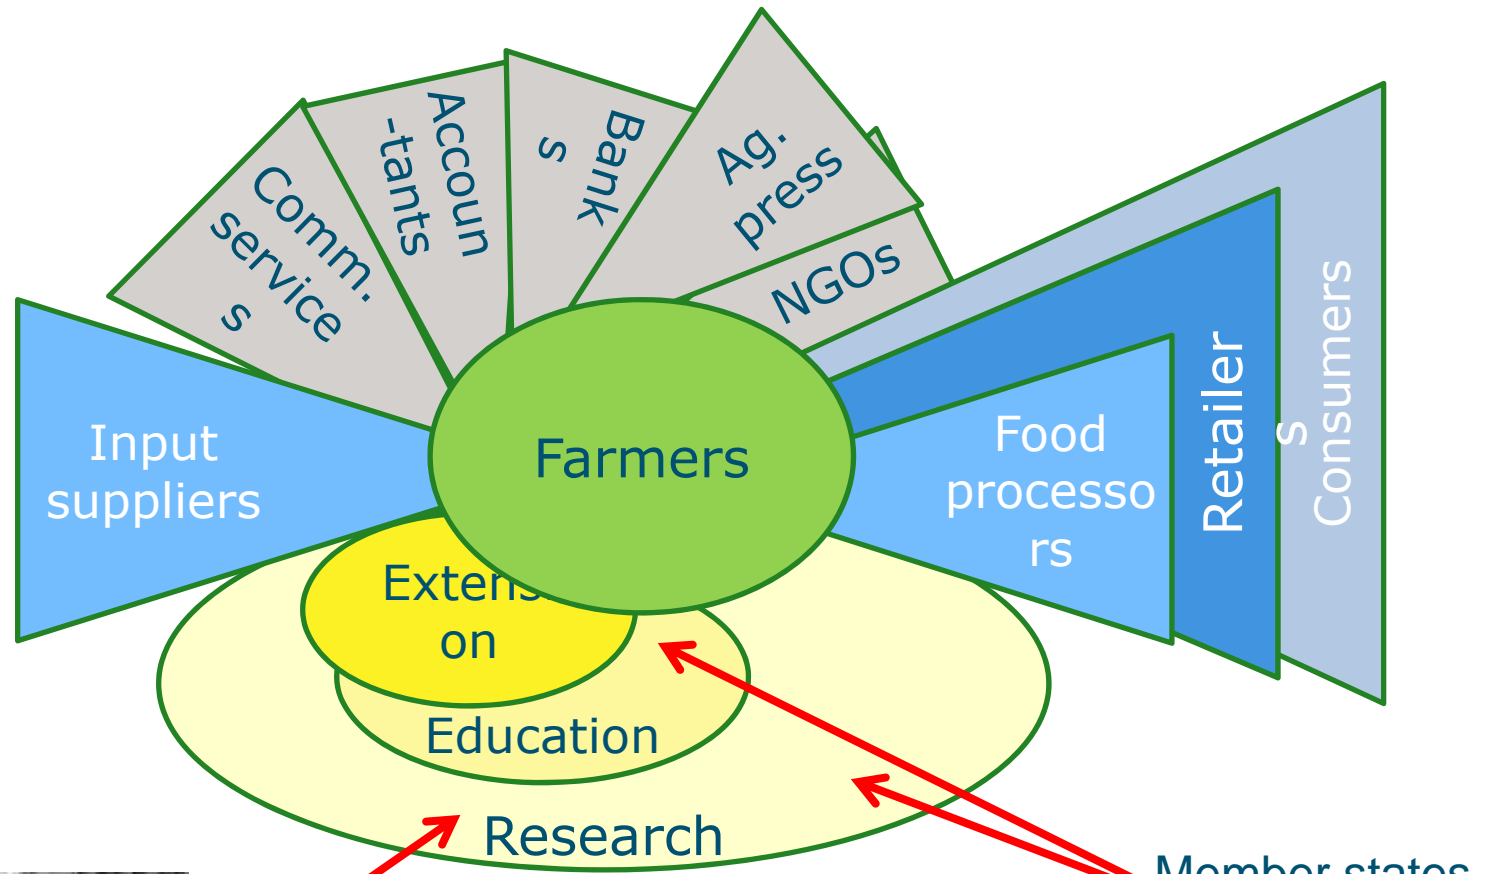 Comm.
service
s
Accoun
-tants
Bank
s
Ag.
press
NGOs
Input
suppliers
Farmers
Food
processo
rs
Retailer
s
Consumers
Extensi
on
Education
Research
Member states